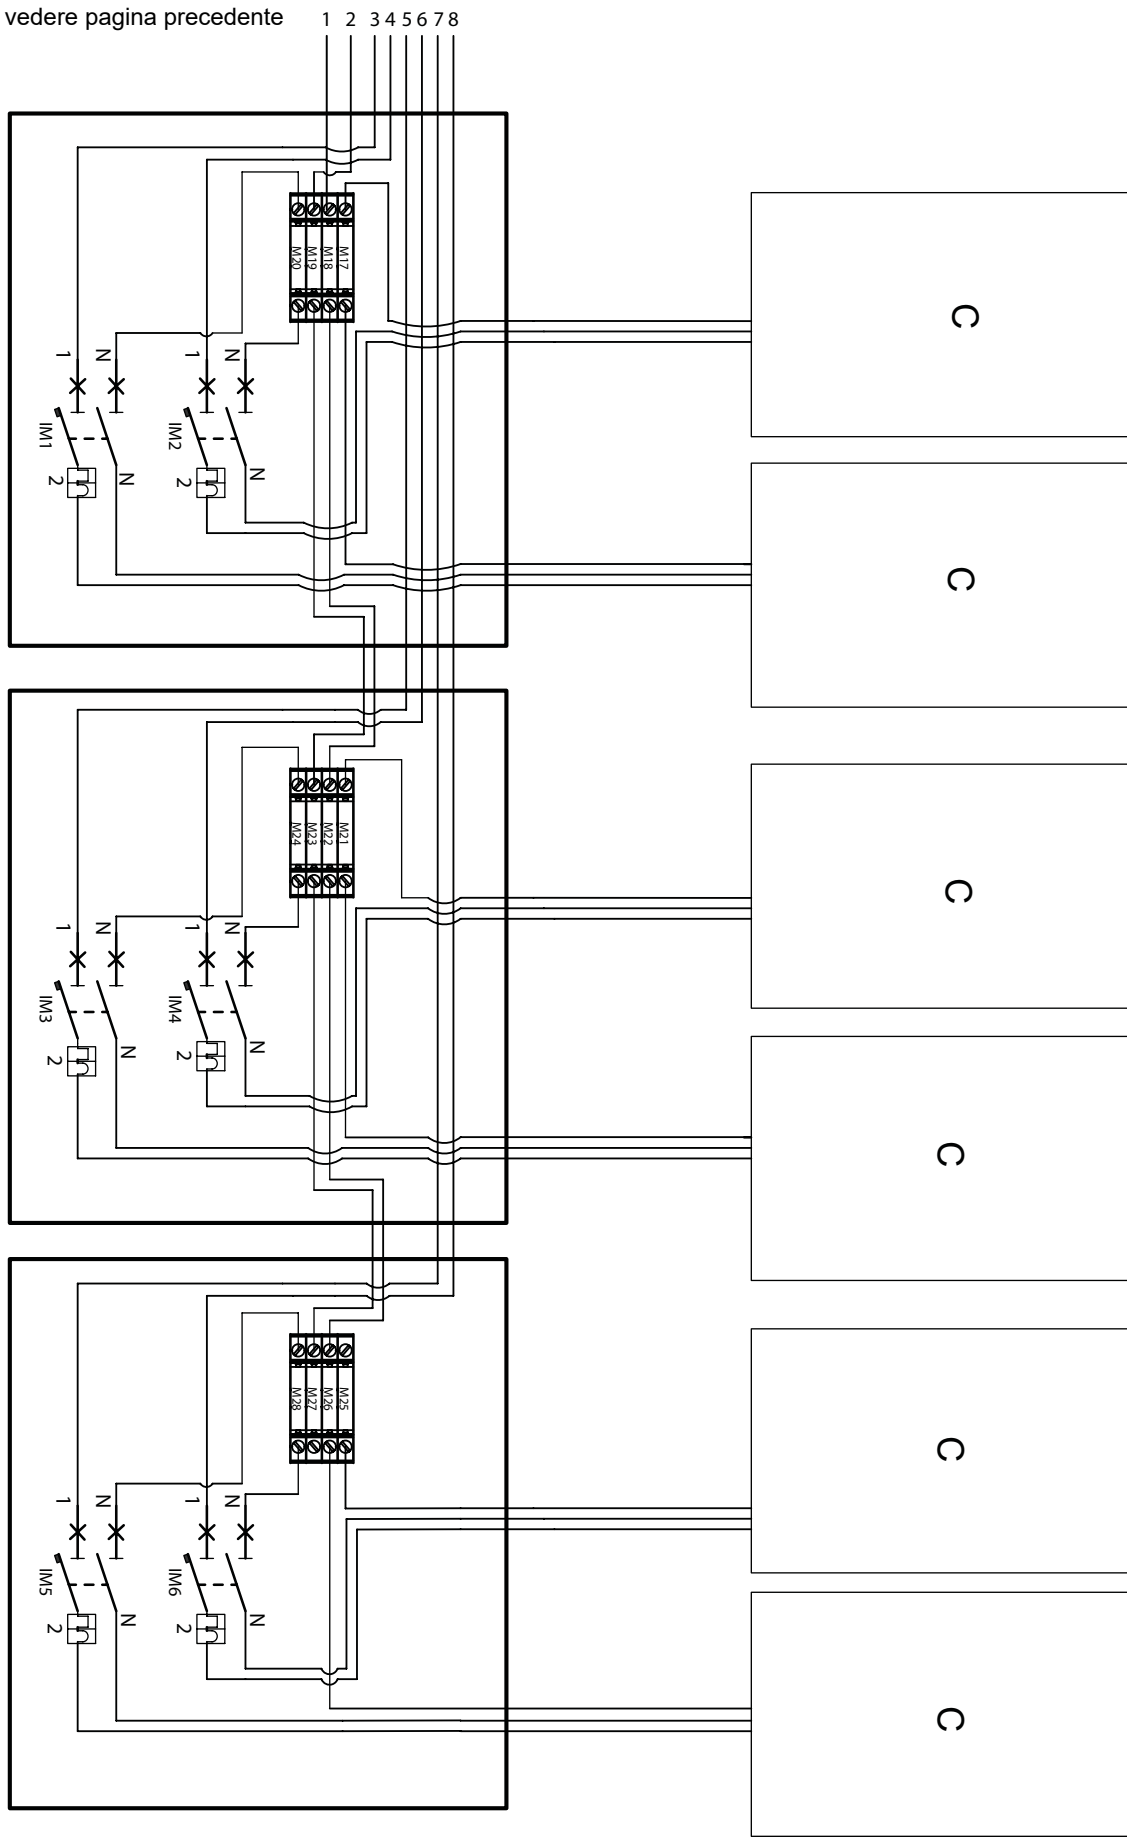 vedere pagina precedente 1 2 3 4 5 6 7 8
M20 M19 M18 M17
C
1 N 1 N
IM1 IM2
2 N 2 N
C
M24 M23 M22 M21
C
1 N 1 N
IM3 IM4
2 N 2 N
C
M28 M27 M26 M25
C
1 N 1 N
IM5 IM6
2 N 2 N
C